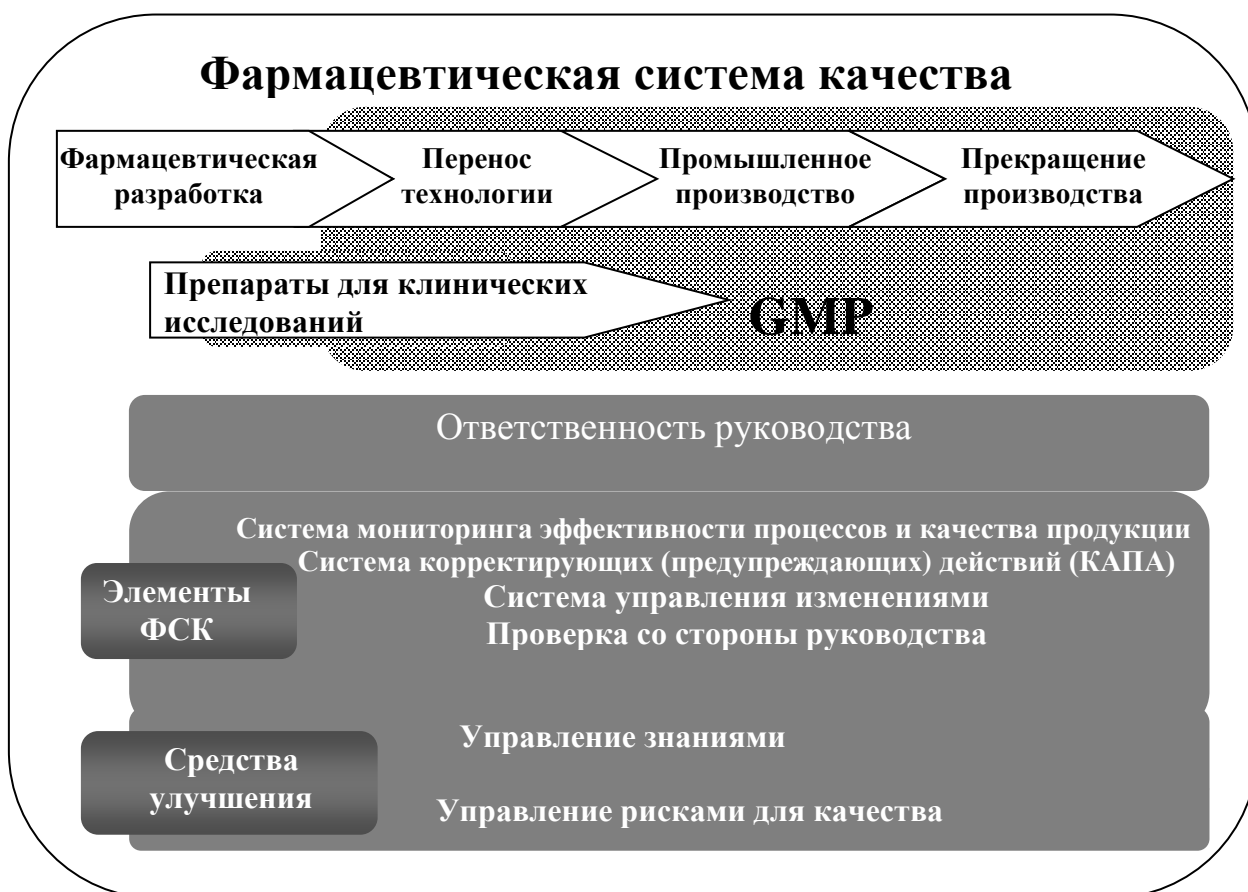 Фармацевтическая система качества
Фармацевтическая
разработка
Перенос
технологии
Промышленное
производство
Прекращение
производства
Препараты для клинических
исследований
GMP
Ответственность руководства
Система мониторинга эффективности процессов и качества продукции
Система корректирующих (предупреждающих) действий (КАПА)
Система управления изменениями
Проверка со стороны руководства
Элементы
ФСК
Управление знаниями
Средства
улучшения
Управление рисками для качества